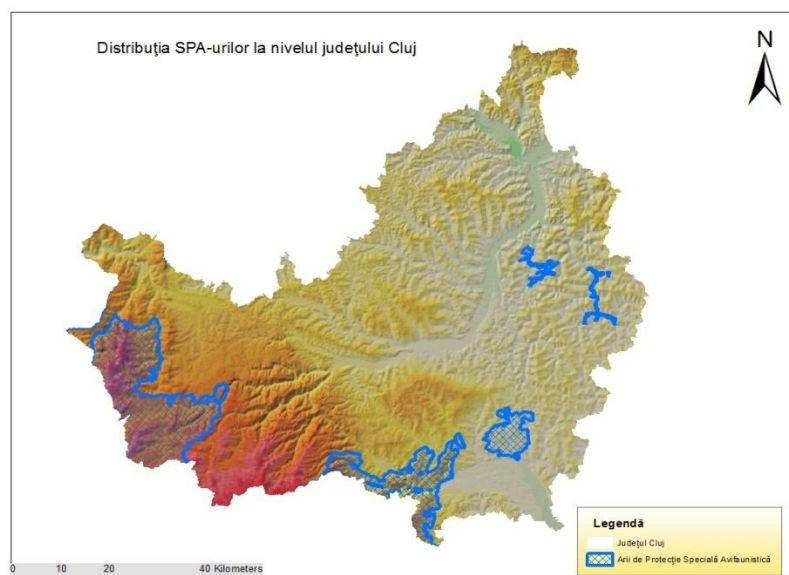 Distribuţia SPA-urilor la nivelul judeţului Cluj
N
Legendă
Judeţul Cluj
Arii de Protecţie Specială Avifaunistică
0 10 20 40 Kilometers